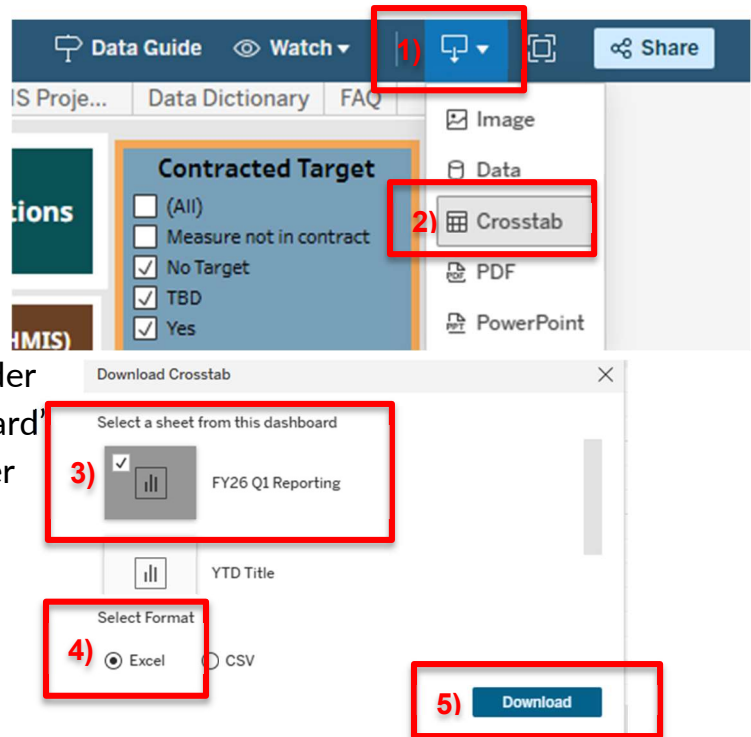 Data Guide Watch 1) Share
IS Proje... Data Dictionary FAQ
Image
Contracted Target
Data
tions
(All)
2) Crosstab
Measure not in contract
No Target
PDF
TBD
PowerPoint
Yes
HMIS)
der
ard"
er
Download Crosstab
Select a sheet from this dashboard
3) FY26 Q1 Reporting
YTD Title
Select Format
4) Excel CSV
5) Download